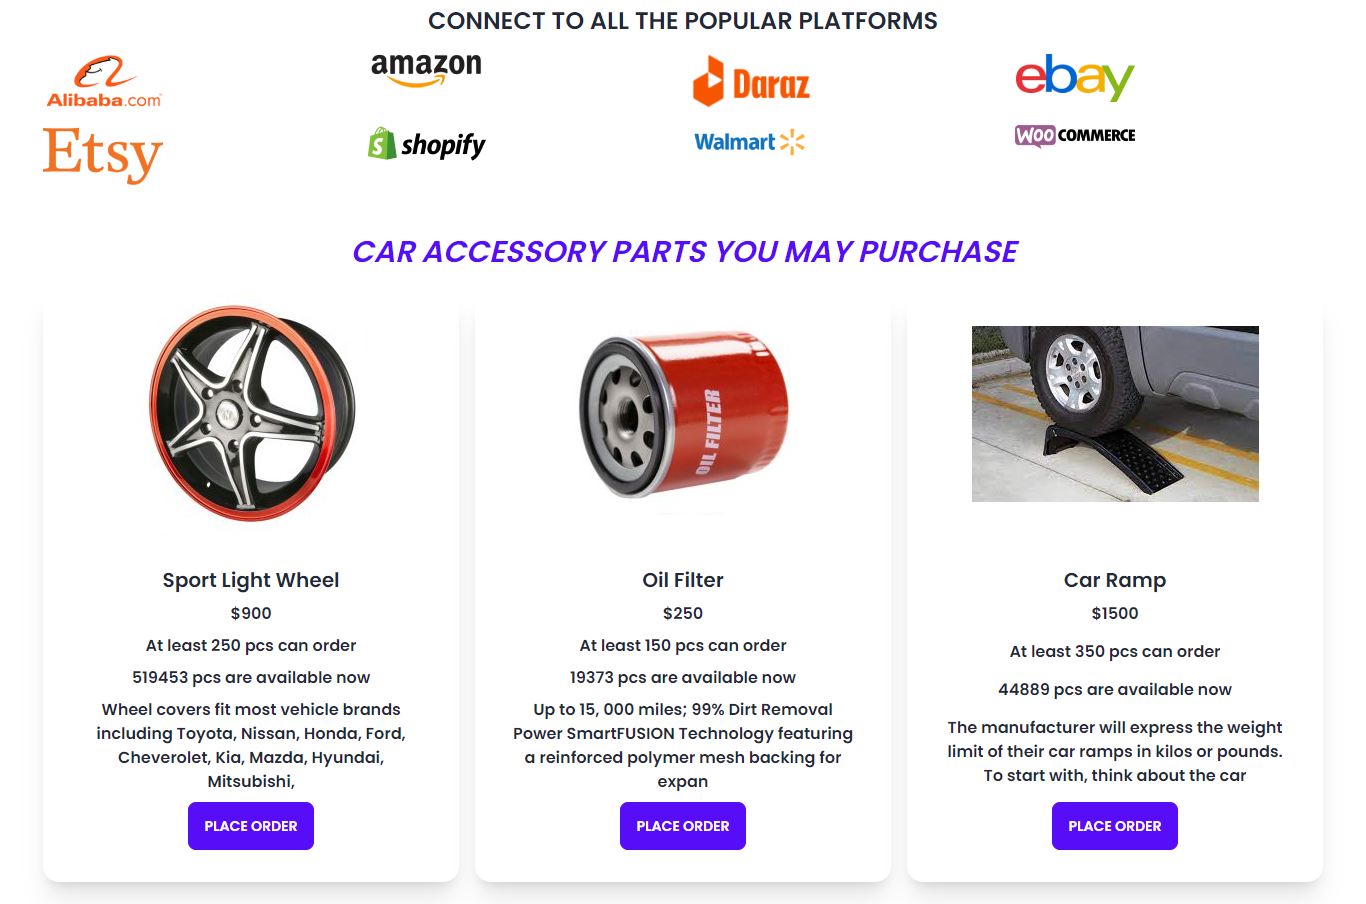 CONNECT TO ALL THE POPULAR PLATFORMS
Alibaba.com
amazon
Daraz
ebay
Etsy
shopify
Walmart
WOO COMMERCE
CAR ACCESSORY PARTS YOU MAY PURCHASE
OIL FILTER
Sport Light Wheel
$900
At least 250 pcs can order
519453 pcs are available now
Wheel covers fit most vehicle brands
including Toyota, Nissan, Honda, Ford,
Cheverolet, Kia, Mazda, Hyundai,
Mitsubishi,
PLACE ORDER
Oil Filter
$250
At least 150 pcs can order
19373 pcs are available now
Up to 15, 000 miles; 99% Dirt Removal
Power SmartFUSION Technology featuring
a reinforced polymer mesh backing for
expan
PLACE ORDER
Car Ramp
$1500
At least 350 pcs can order
44889 pcs are available now
The manufacturer will express the weight
limit of their car ramps in kilos or pounds.
To start with, think about the car
PLACE ORDER